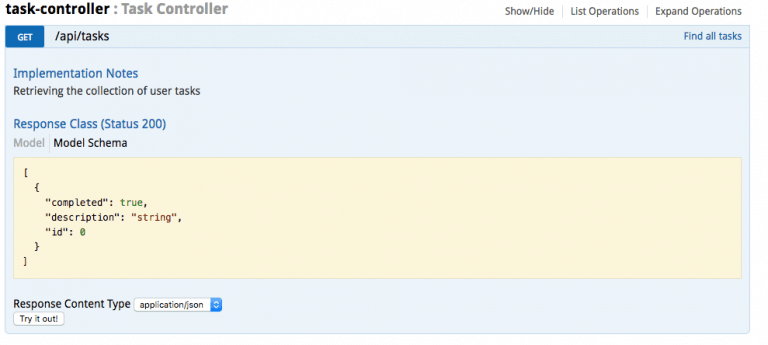 task-controller : Task Controller Show/Hide List Operations Expand Operations
GET /api/tasks Find all tasks
Implementation Notes
Retrieving the collection of user tasks
Response Class (Status 200)
Model Model Schema
[
{
"completed": true,
"description": "string",
"id": 0
}
]
Response Content Type application/json
Try it out!